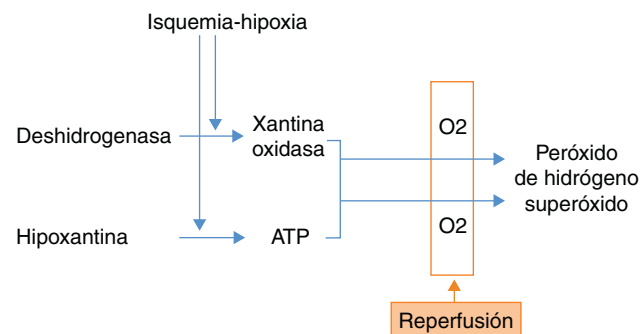 Isquemia-hipoxia
Deshidrogenasa
Xantina
oxidasa
O2
Peróxido
de hidrógeno
superóxido
Hipoxantina
ATP
O2
Reperfusión